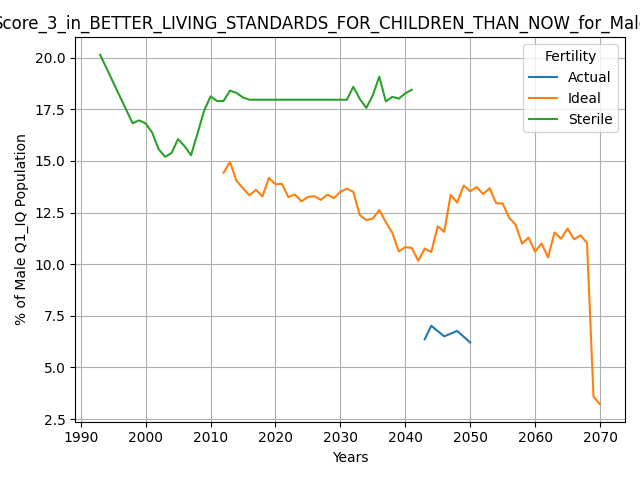 Score_3_in_BETTER_LIVING_STANDARDS_FOR_CHILDREN_THAN_NOW_for_Male
Fertility
Actual
Ideal
Sterile
% of Male Q1_IQ Population
20.0
17.5
15.0
12.5
10.0
7.5
5.0
2.5
1990 2000 2010 2020 2030 2040 2050 2060 2070
Years